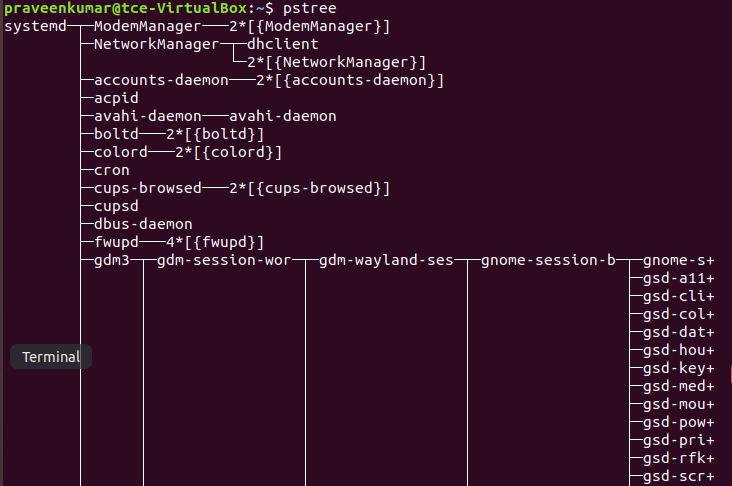 praveenkumar@tce-VirtualBox:~$ pstree
systemd─┬─ModemManager───2*[{ModemManager}]
        ├─NetworkManager─┬─dhclient
        │                └─2*[{NetworkManager}]
        ├─accounts-daemon───2*[{accounts-daemon}]
        ├─acpid
        ├─avahi-daemon───avahi-daemon
        ├─boltd───2*[{boltd}]
        ├─colord───2*[{colord}]
        ├─cron
        ├─cups-browsed───2*[{cups-browsed}]
        ├─cupsd
        ├─dbus-daemon
        ├─fwupd───4*[{fwupd}]
        ├─gdm3─┬─gdm-session-wor─┬─gdm-wayland-ses─┬─gnome-session-b─┬─gnome-s+
        │      │                 │                 │                 ├─gsd-a11+
        │      │                 │                 │                 ├─gsd-cli+
        │      │                 │                 │                 ├─gsd-col+
        │      │                 │                 │                 ├─gsd-dat+
        │      │                 │                 │                 ├─gsd-hou+
Terminal
        │      │                 │                 │                 ├─gsd-key+
        │      │                 │                 │                 ├─gsd-med+
        │      │                 │                 │                 ├─gsd-mou+
        │      │                 │                 │                 ├─gsd-pow+
        │      │                 │                 │                 ├─gsd-pri+
        │      │                 │                 │                 ├─gsd-rfk+
        │      │                 │                 │                 ├─gsd-scr+